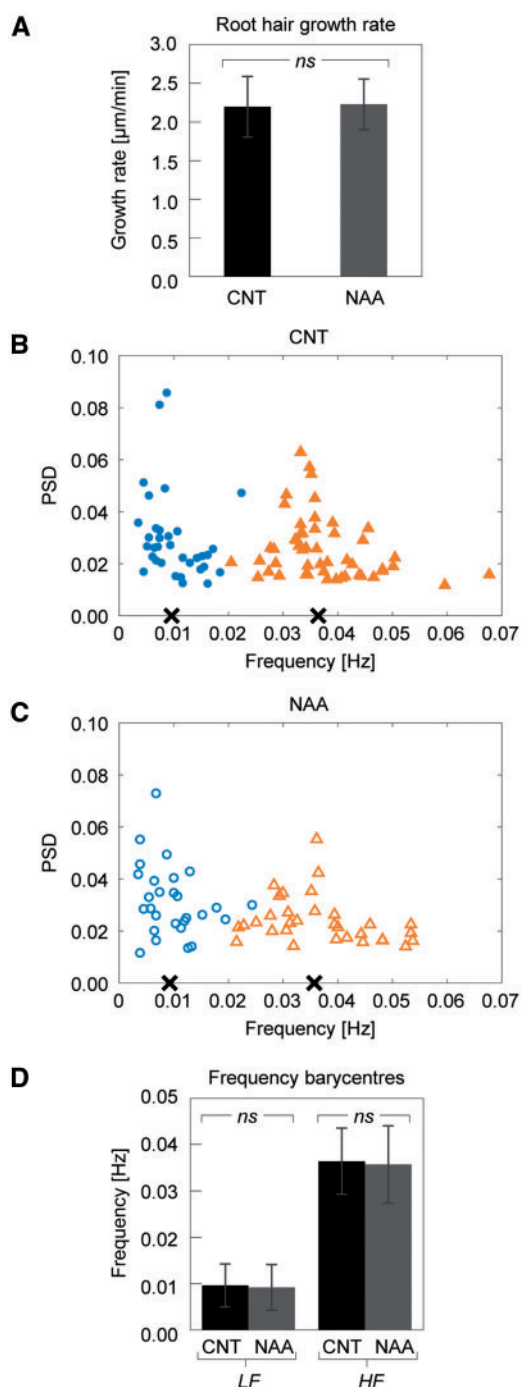 A
Root hair growth rate
3.0
2.5
2.0
1.5
1.0
0.5
0.0
Growth rate [µm/min]
ns
CNT NAA
B
CNT
0.10
0.08
0.06
0.04
0.02
0.00
PSD
0 0.01 0.02 0.03 0.04 0.05 0.06 0.07
Frequency [Hz]
C
NAA
0.10
0.08
0.06
0.04
0.02
0.00
PSD
0 0.01 0.02 0.03 0.04 0.05 0.06 0.07
Frequency [Hz]
D
Frequency barycentres
0.05
0.04
0.03
0.02
0.01
0.00
Frequency [Hz]
ns ns
CNT NAA CNT NAA
LF HF